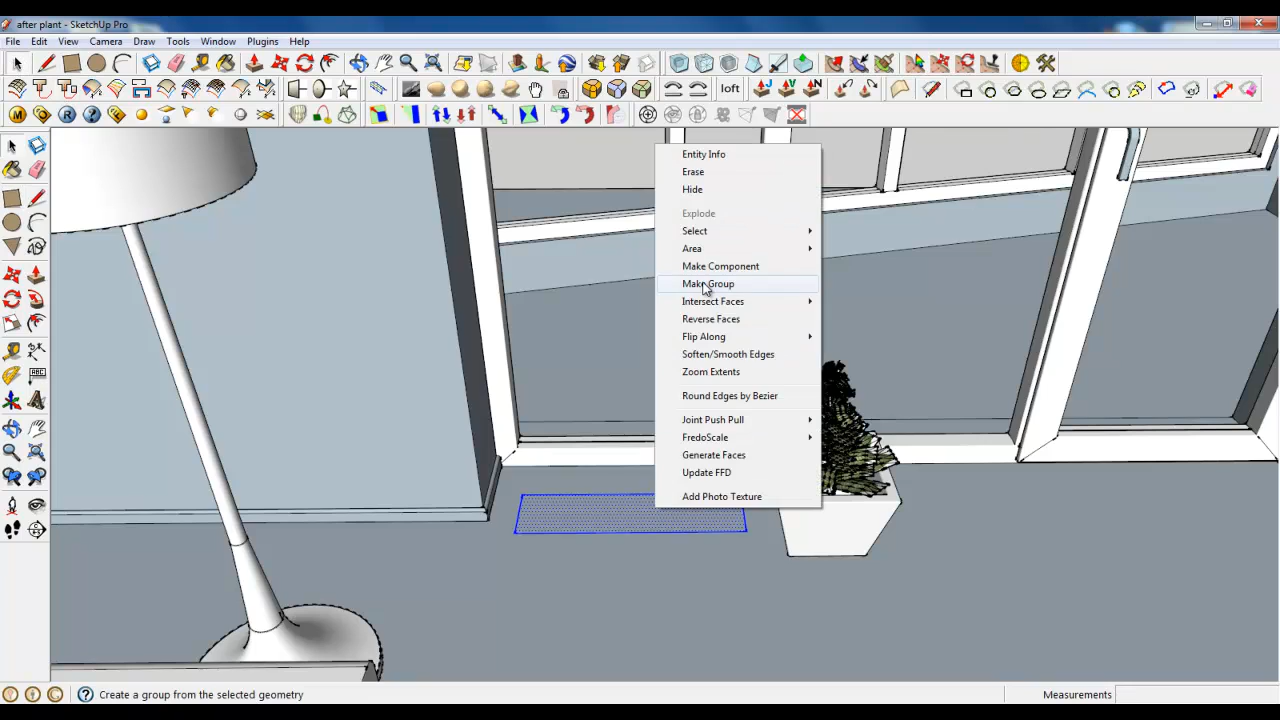 after plant - SketchUp Pro
File Edit View Camera Draw Tools Window Plugins Help
loft
M R ?
Entity Info
Erase
Hide
Explode
Select
Area
Make Component
Make Group
Intersect Faces
Reverse Faces
Flip Along
Soften/Smooth Edges
Zoom Extents
Round Edges by Bezier
Joint Push Pull
FredoScale
Generate Faces
Update FFD
Add Photo Texture
ABC
? Create a group from the selected geometry
Measurements